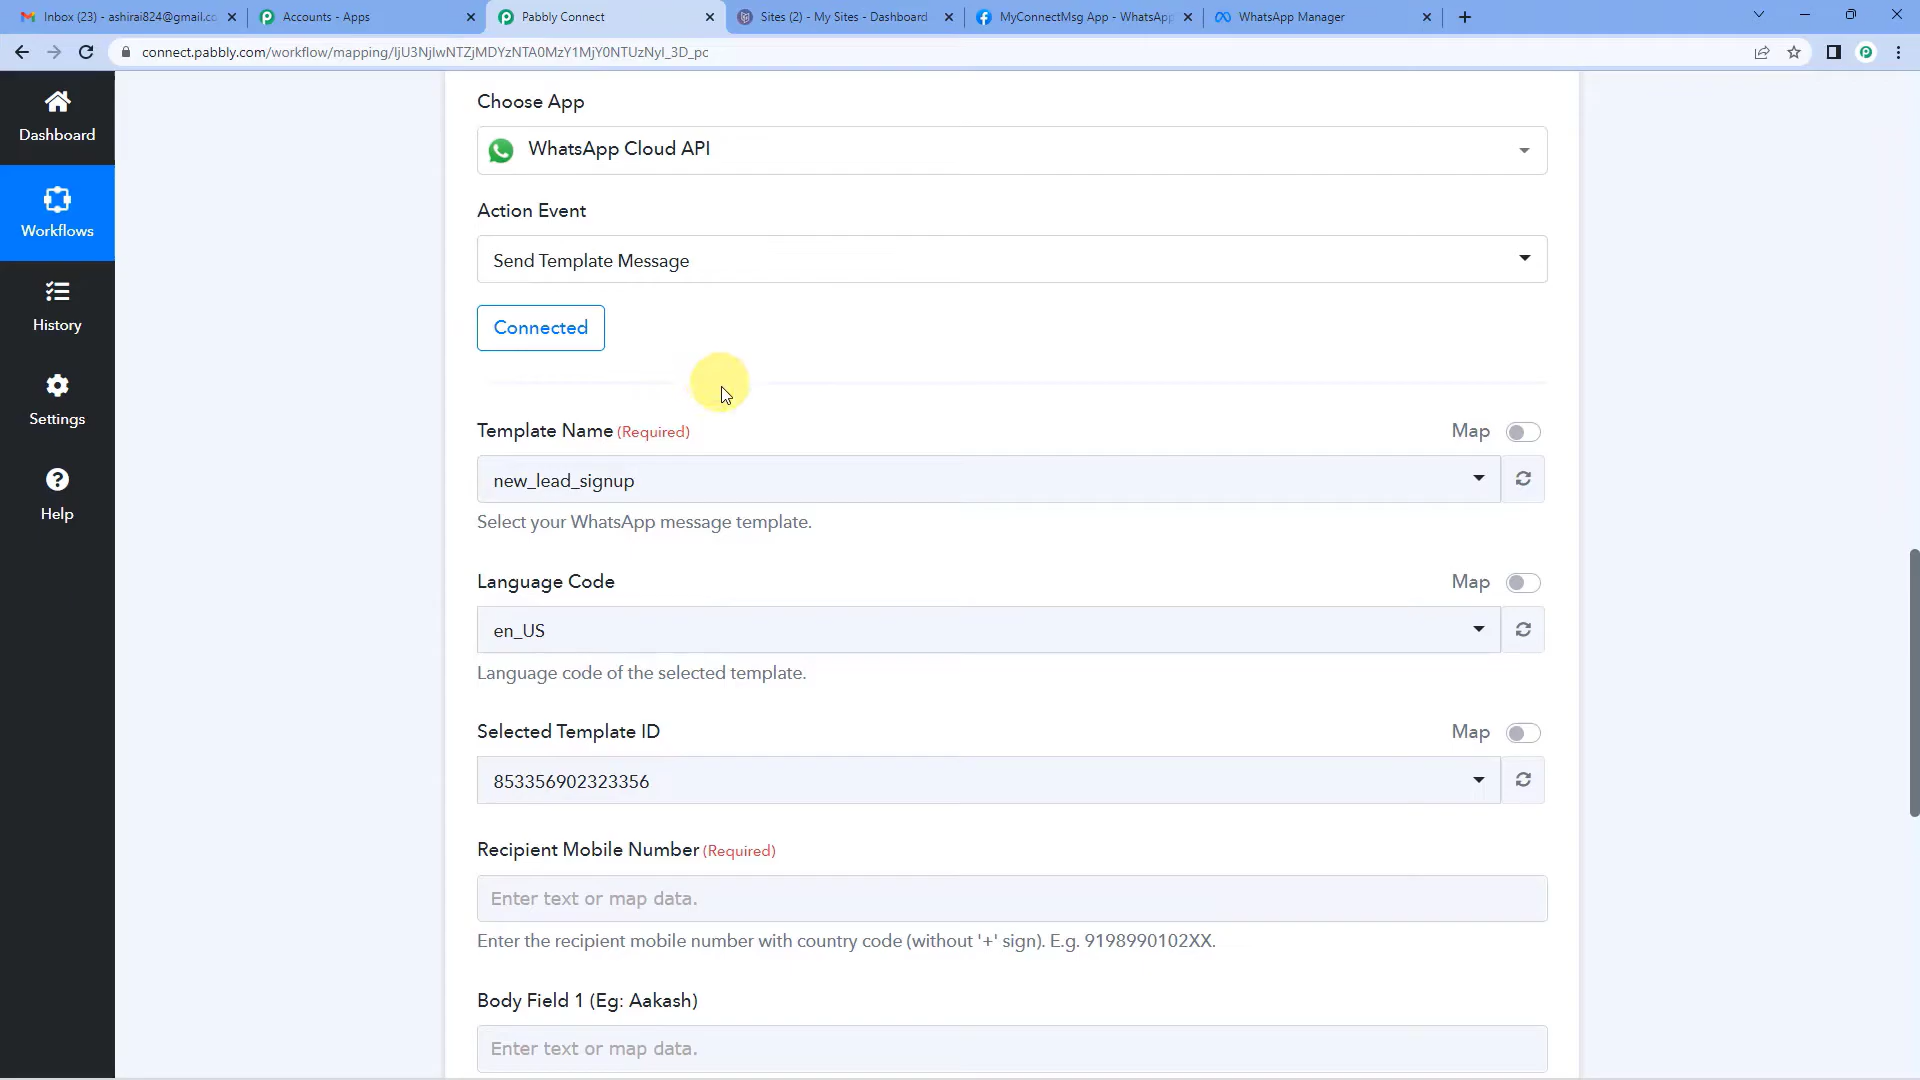 Inbox (23) - ashirai824@gmail.co
Accounts - Apps
Pabbly Connect
Sites (2) - My Sites - Dashboard
MyConnectMsg App - WhatsApp
WhatsApp Manager
connect.pabbly.com/workflow/mapping/IjU3NjIwNTZjMDYzNTA0MzY1MjY0NTUzNyI_3D_pc
Dashboard
Workflows
History
Settings
Help
Choose App
WhatsApp Cloud API
Action Event
Send Template Message
Connected
Template Name (Required)
Map
new_lead_signup
Select your WhatsApp message template.
Language Code
Map
en_US
Language code of the selected template.
Selected Template ID
Map
853356902323356
Recipient Mobile Number (Required)
Enter text or map data.
Enter the recipient mobile number with country code (without '+' sign). E.g. 9198990102XX.
Body Field 1 (Eg: Aakash)
Enter text or map data.